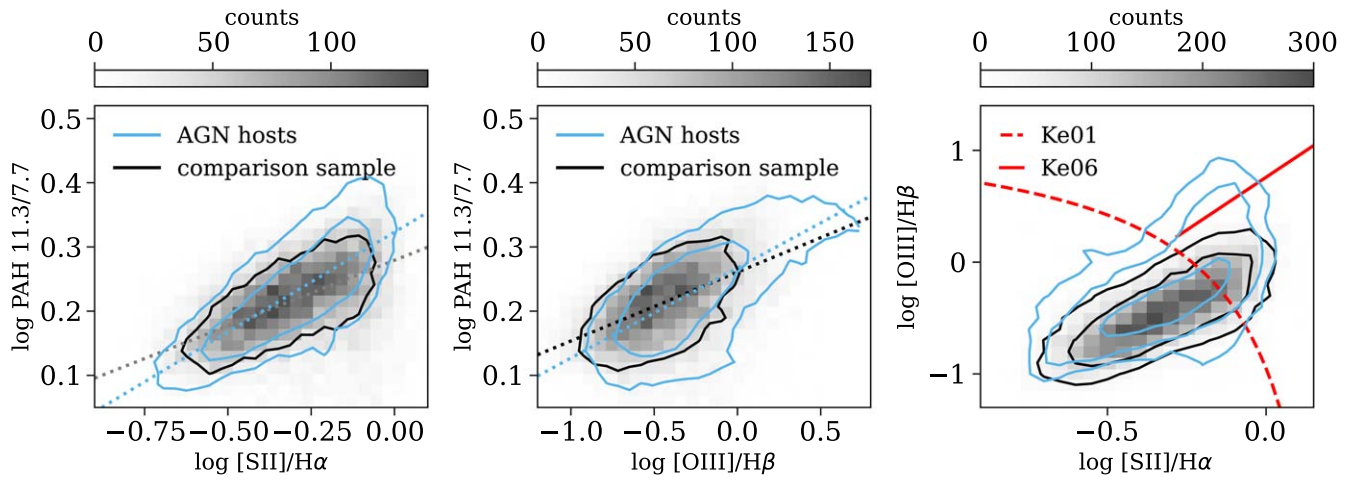 counts
0 50 100
0.5
0.4
0.3
0.2
0.1
log PAH 11.3/7.7
AGN hosts
comparison sample
−0.75 −0.50 −0.25 0.00
log [SII]/Hα
counts
0 50 100 150
0.5
0.4
0.3
0.2
0.1
log PAH 11.3/7.7
AGN hosts
comparison sample
−1.0 −0.5 0.0 0.5
log [OIII]/Hβ
counts
0 100 200 300
1
0
−1
log [OIII]/Hβ
Ke01
Ke06
−0.5 0.0
log [SII]/Hα